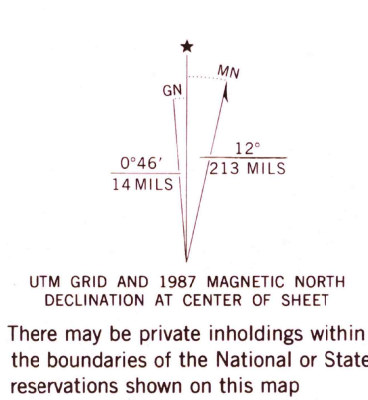 MN
GN
0°46′
14 MILS
12°
213 MILS
UTM GRID AND 1987 MAGNETIC NORTH
DECLINATION AT CENTER OF SHEET
There may be private inholdings within
the boundaries of the National or State
reservations shown on this map